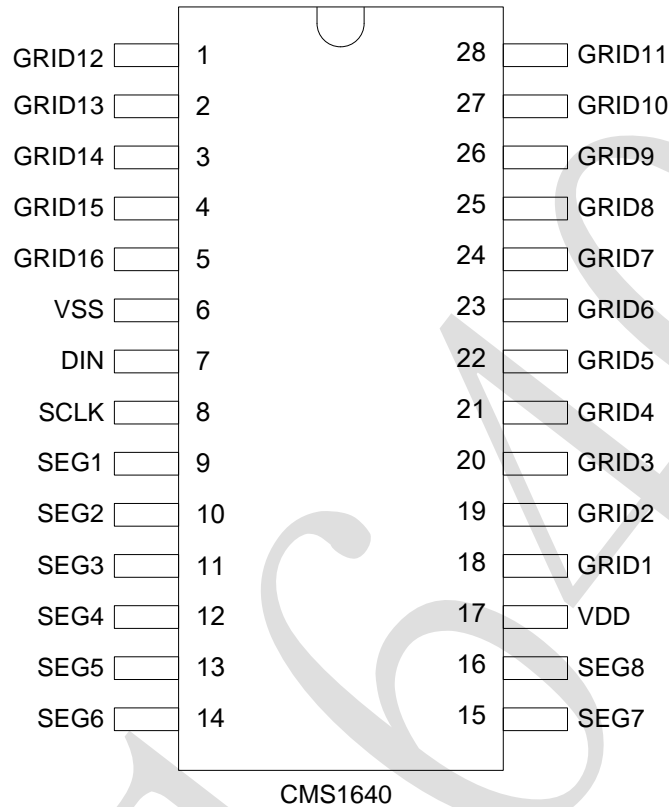 GRID12 1 28 GRID11
GRID13 2 27 GRID10
GRID14 3 26 GRID9
GRID15 4 25 GRID8
GRID16 5 24 GRID7
VSS 6 23 GRID6
DIN 7 22 GRID5
SCLK 8 21 GRID4
SEG1 9 20 GRID3
SEG2 10 19 GRID2
SEG3 11 18 GRID1
SEG4 12 17 VDD
SEG5 13 16 SEG8
SEG6 14 15 SEG7
CMS1640